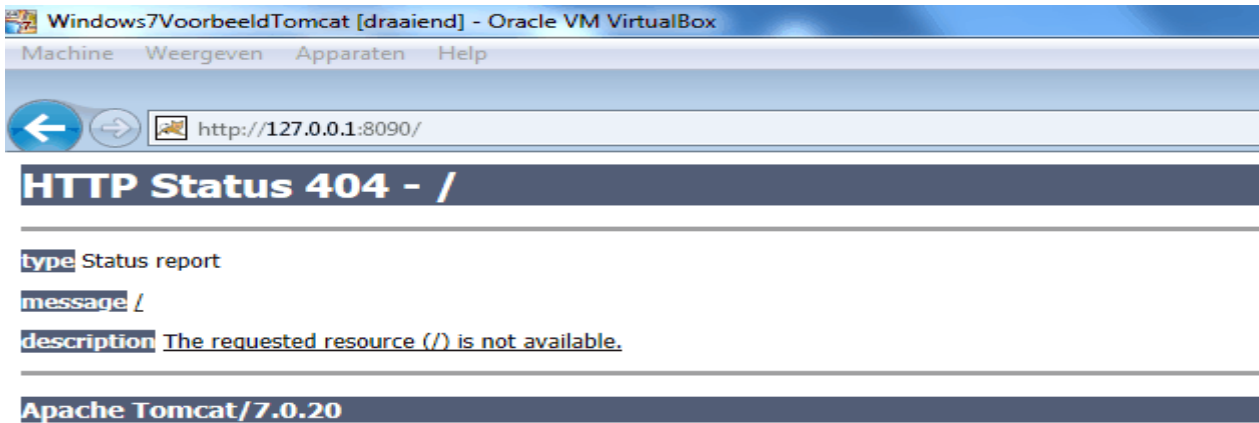 Windows7VoorbeeldTomcat [draaiend] - Oracle VM VirtualBox
Machine Weergeven Apparaten Help
http://127.0.0.1:8090/
HTTP Status 404 - /
type Status report
message /
description The requested resource (/) is not available.
Apache Tomcat/7.0.20